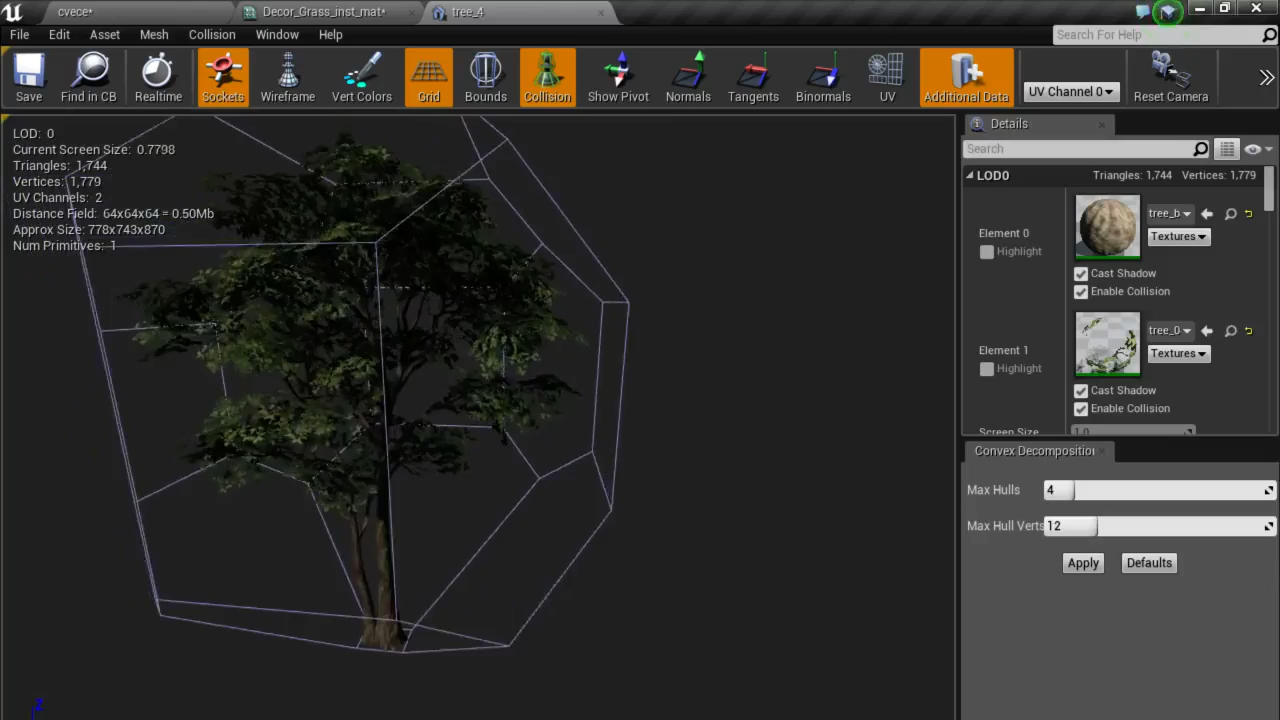 cvece*
Decor_Grass_inst_mat*
tree_4
File Edit Asset Mesh Collision Window Help
Search For Help
Save
Find in CB
Realtime
Sockets
Wireframe
Vert Colors
Grid
Bounds
Collision
Show Pivot
Normals
Tangents
Binormals
UV
Additional Data
UV Channel 0
Reset Camera
LOD: 0
Current Screen Size: 0.7798
Triangles: 1,744
Vertices: 1,779
UV Channels: 2
Distance Field: 64x64x64 = 0.50Mb
Approx Size: 778x743x870
Num Primitives: 1
Z
Details
Search
LOD0 Triangles: 1,744 Vertices: 1,779
Element 0
Highlight
tree_b
Textures
Cast Shadow
Enable Collision
Element 1
Highlight
tree_0
Textures
Cast Shadow
Enable Collision
Screen Size 1.0
Convex Decomposition
Max Hulls 4
Max Hull Verts 12
Apply Defaults